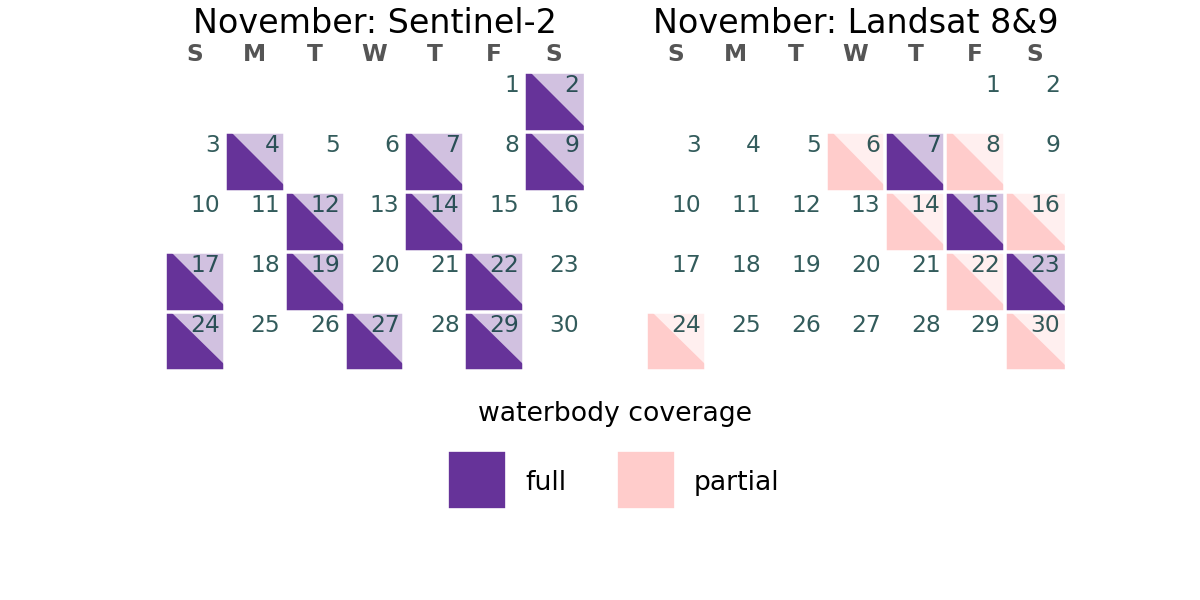 November: Sentinel-2
S M T W T F S
1 2
3 4 5 6 7 8 9
10 11 12 13 14 15 16
17 18 19 20 21 22 23
24 25 26 27 28 29 30
November: Landsat 8&9
S M T W T F S
1 2
3 4 5 6 7 8 9
10 11 12 13 14 15 16
17 18 19 20 21 22 23
24 25 26 27 28 29 30
waterbody coverage
full partial